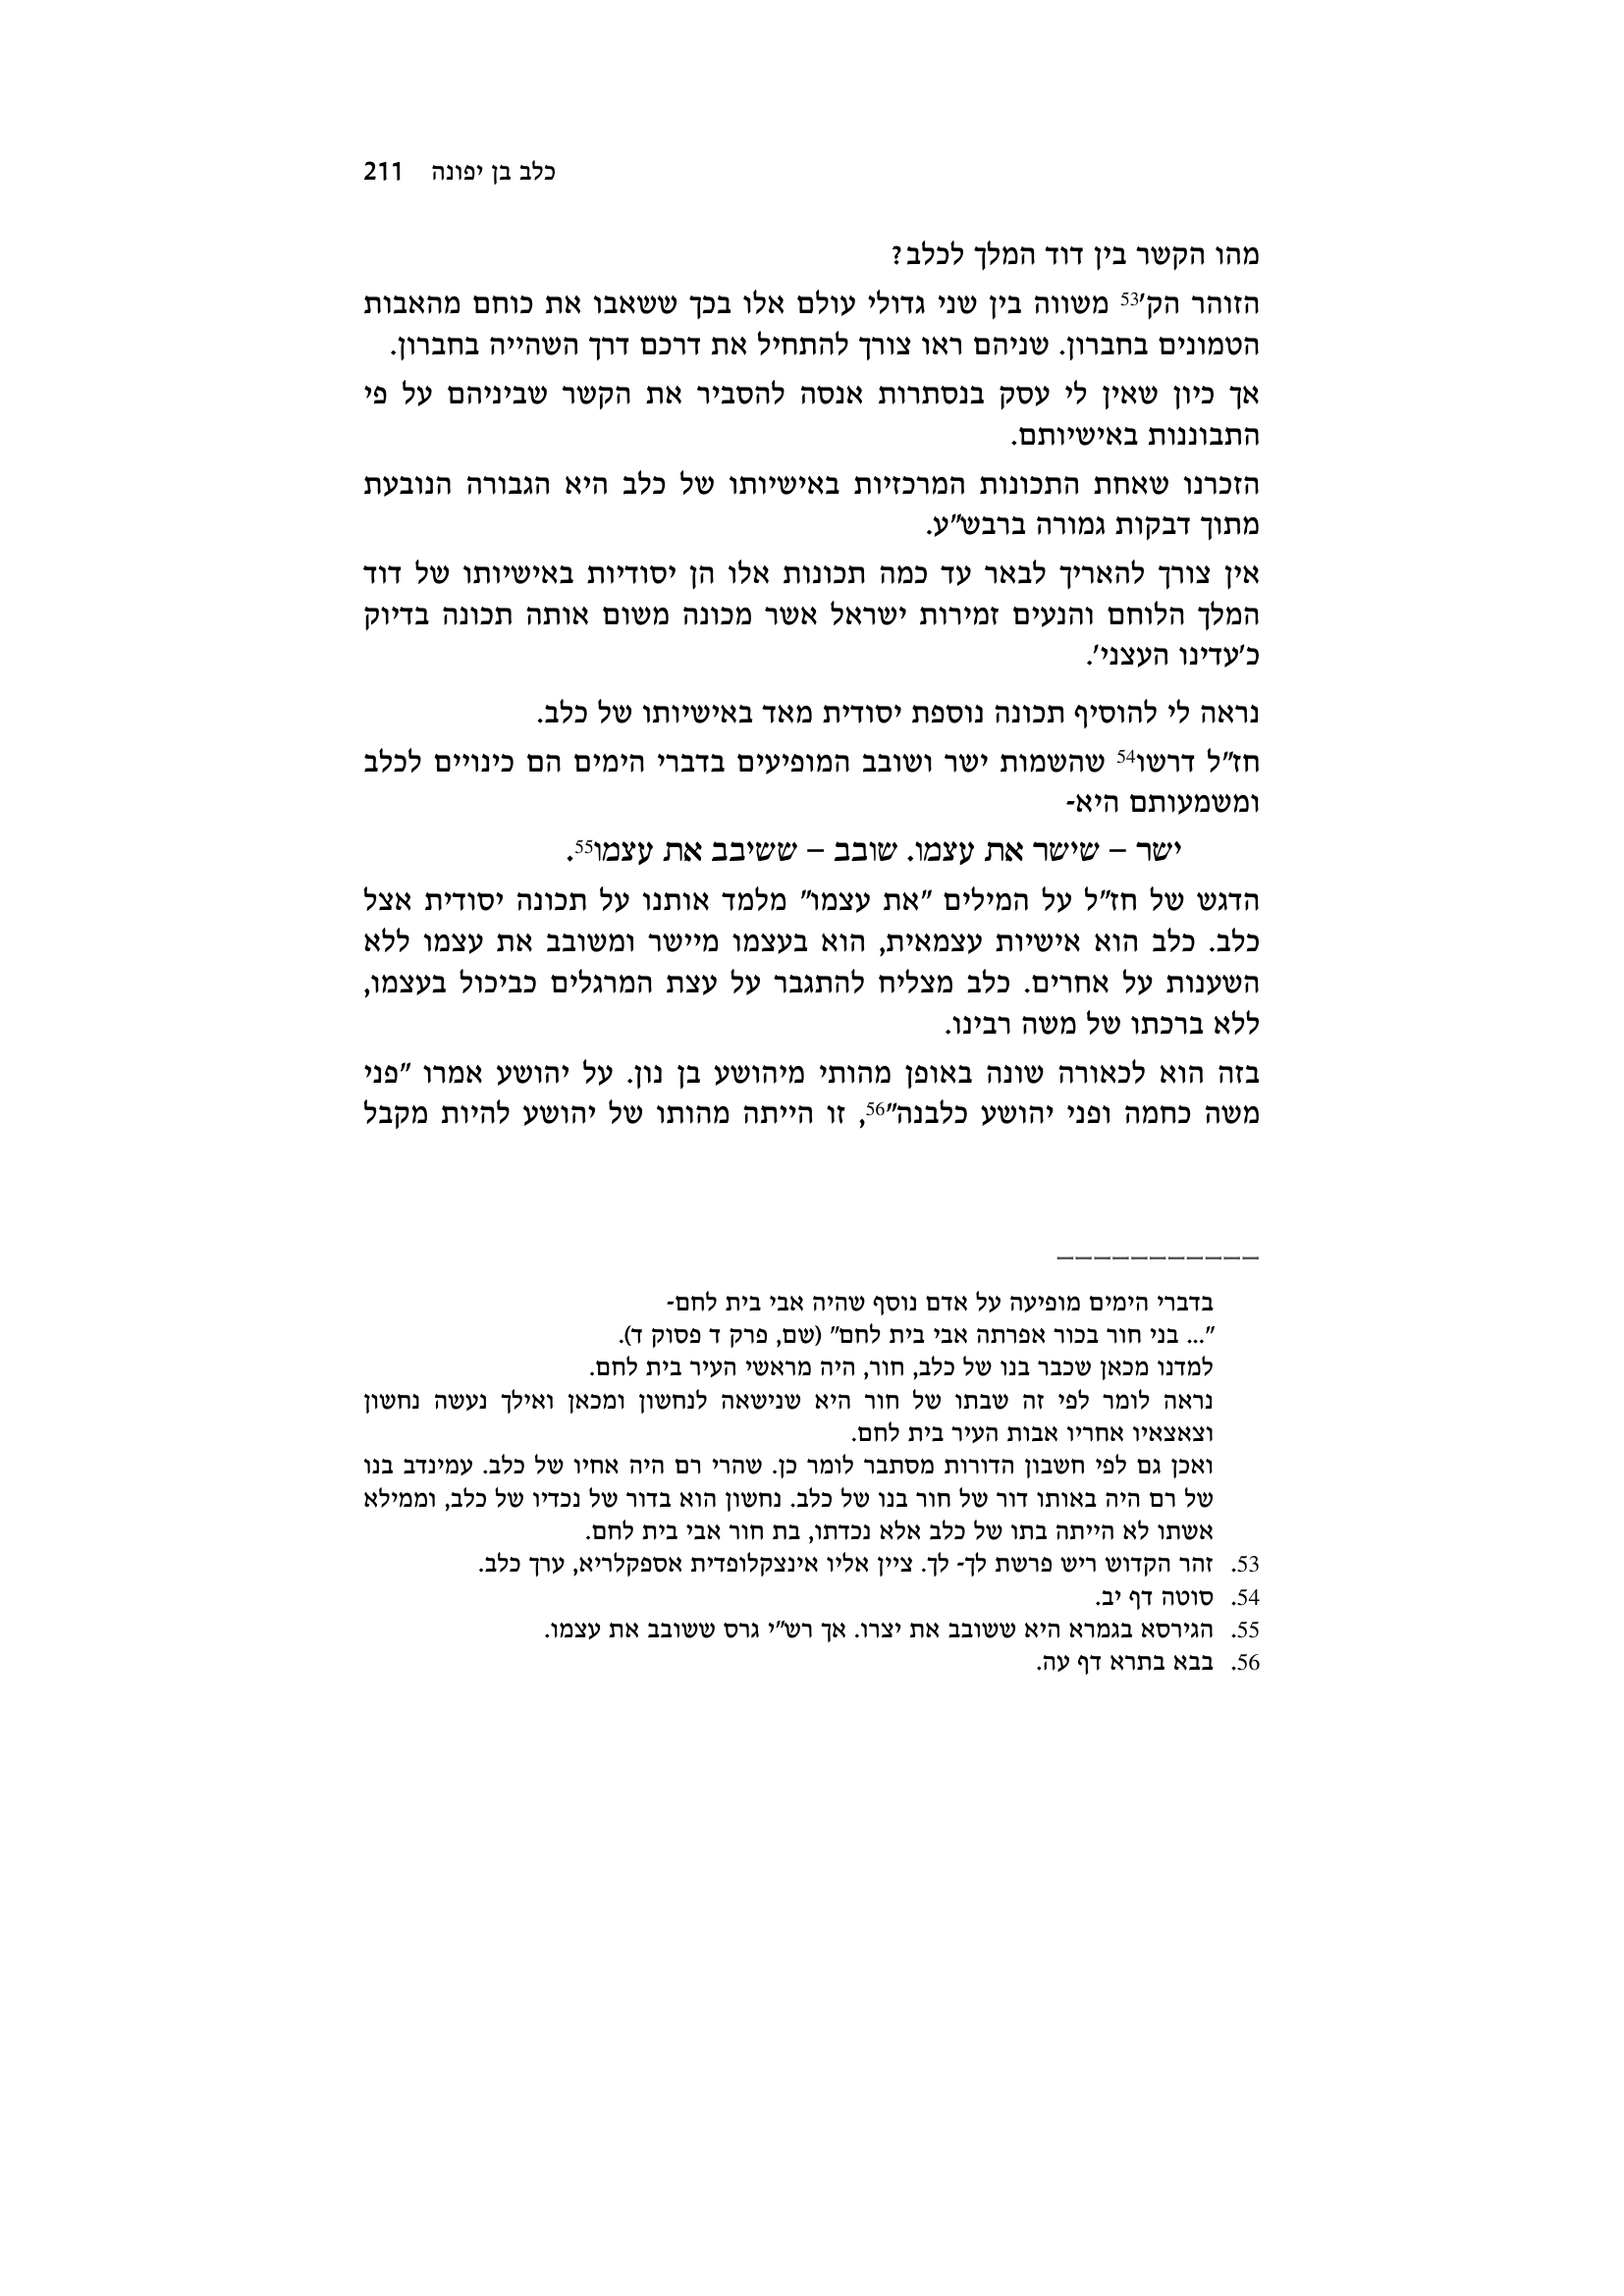 כלב בן יפונה 211
מהו הקשר בין דוד המלך לכלב?
הזוהר הק'53 משווה בין שני גדולי עולם אלו בכך ששאבו את כוחם מהאבות
הטמונים בחברון. שניהם ראו צורך להתחיל את דרכם דרך השהייה בחברון.
אך כיון שאין לי עסק בנסתרות אנסה להסביר את הקשר שביניהם על פי
התבוננות באישיותם.
הזכרנו שאחת התכונות המרכזיות באישיותו של כלב היא הגבורה הנובעת
מתוך דבקות גמורה ברבש"ע.
אין צורך להאריך לבאר עד כמה תכונות אלו הן יסודיות באישיותו של דוד
המלך הלוחם והנעים זמירות ישראל אשר מכונה משום אותה תכונה בדיוק
כ'עדינו העצני'.
נראה לי להוסיף תכונה נוספת יסודית מאד באישיותו של כלב.
חז"ל דרשו54 שהשמות ישר ושובב המופיעים בדברי הימים הם כינויים לכלב
ומשמעותם היא-
ישר – שישר את עצמו. שובב – ששיבב את עצמו55.
הדגש של חז"ל על המילים "את עצמו" מלמד אותנו על תכונה יסודית אצל
כלב. כלב הוא אישיות עצמאית, הוא בעצמו מיישר ומשובב את עצמו ללא
השענות על אחרים. כלב מצליח להתגבר על עצת המרגלים כביכול בעצמו,
ללא ברכתו של משה רבינו.
בזה הוא לכאורה שונה באופן מהותי מיהושע בן נון. על יהושע אמרו "פני
משה כחמה ופני יהושע כלבנה"56, זו הייתה מהותו של יהושע להיות מקבל
בדברי הימים מופיעה על אדם נוסף שהיה אבי בית לחם-
"... בני חור בכור אפרתה אבי בית לחם" (שם, פרק ד פסוק ד).
למדנו מכאן שכבר בנו של כלב, חור, היה מראשי העיר בית לחם.
נראה לומר לפי זה שבתו של חור היא שנישאה לנחשון ומכאן ואילך נעשה נחשון
וצאצאיו אחריו אבות העיר בית לחם.
ואכן גם לפי חשבון הדורות מסתבר לומר כן. שהרי רם היה אחיו של כלב. עמינדב בנו
של רם היה באותו דור של חור בנו של כלב. נחשון הוא בדור של נכדיו של כלב, וממילא
אשתו לא הייתה בתו של כלב אלא נכדתו, בת חור אבי בית לחם.
53. זהר הקדוש ריש פרשת לך- לך. ציין אליו אינצקלופדית אספקלריא, ערך כלב.
54. סוטה דף יב.
55. הגירסא בגמרא היא ששובב את יצרו. אך רש"י גרס ששובב את עצמו.
56. בבא בתרא דף עה.